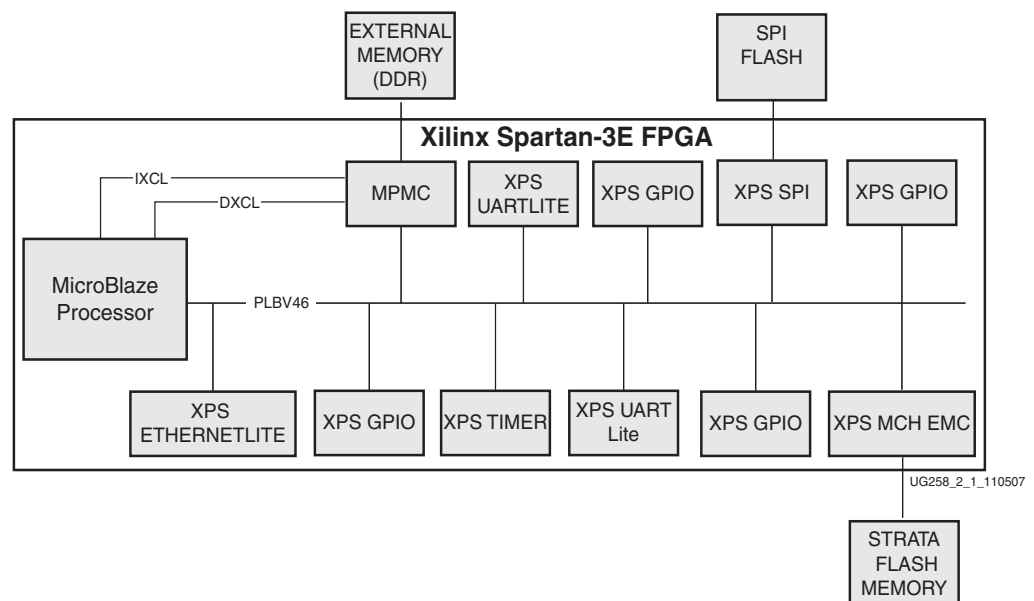 EXTERNAL
MEMORY
(DDR)
SPI
FLASH
Xilinx Spartan-3E FPGA
IXCL
DXCL
MPMC
XPS
UARTLITE
XPS GPIO
XPS SPI
XPS GPIO
MicroBlaze
Processor
PLBV46
XPS
ETHERNETLITE
XPS GPIO
XPS TIMER
XPS UART
Lite
XPS GPIO
XPS MCH EMC
UG258_2_1_110507
STRATA
FLASH
MEMORY